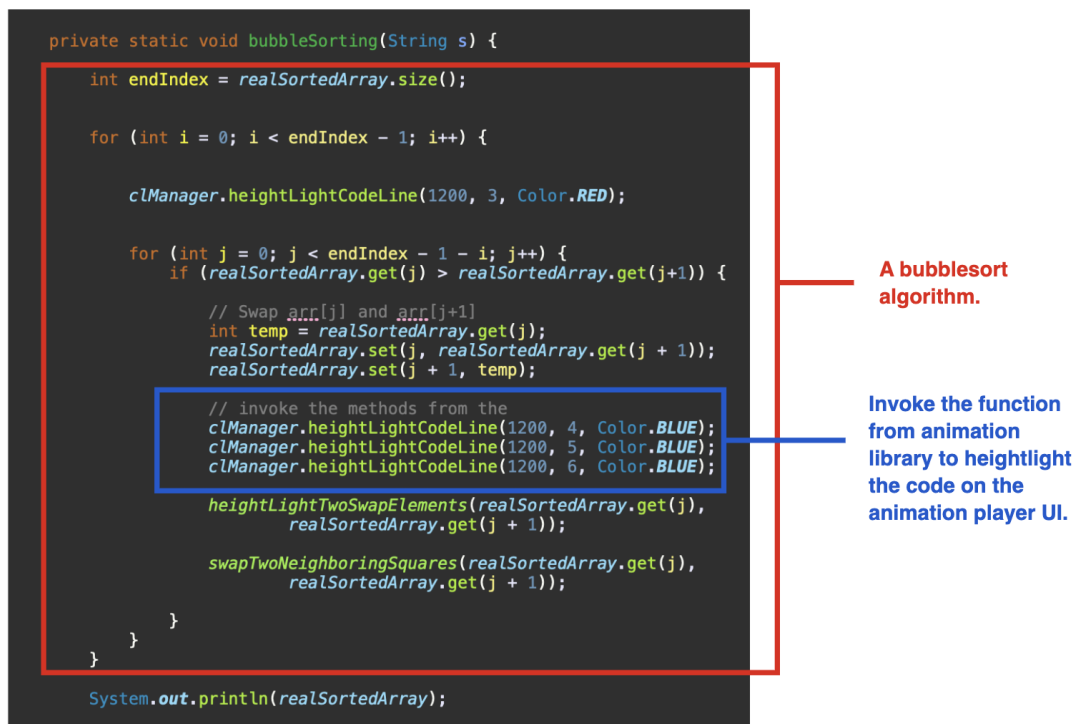 private static void bubbleSorting(String s) {
int endIndex = realSortedArray.size();
for (int i = 0; i < endIndex - 1; i++) {
clManager.heightLightCodeLine(1200, 3, Color.RED);
for (int j = 0; j < endIndex - 1 - i; j++) {
if (realSortedArray.get(j) > realSortedArray.get(j+1)) {
// Swap arr[j] and arr[j+1]
int temp = realSortedArray.get(j);
realSortedArray.set(j, realSortedArray.get(j + 1));
realSortedArray.set(j + 1, temp);
// invoke the methods from the
clManager.heightLightCodeLine(1200, 4, Color.BLUE);
clManager.heightLightCodeLine(1200, 5, Color.BLUE);
clManager.heightLightCodeLine(1200, 6, Color.BLUE);
heightLightTwoSwapElements(realSortedArray.get(j),
realSortedArray.get(j + 1));
swapTwoNeighboringSquares(realSortedArray.get(j),
realSortedArray.get(j + 1));
}
}
}
System.out.println(realSortedArray);
A bubblesort
algorithm.
Invoke the function
from animation
library to heightlight
the code on the
animation player UI.